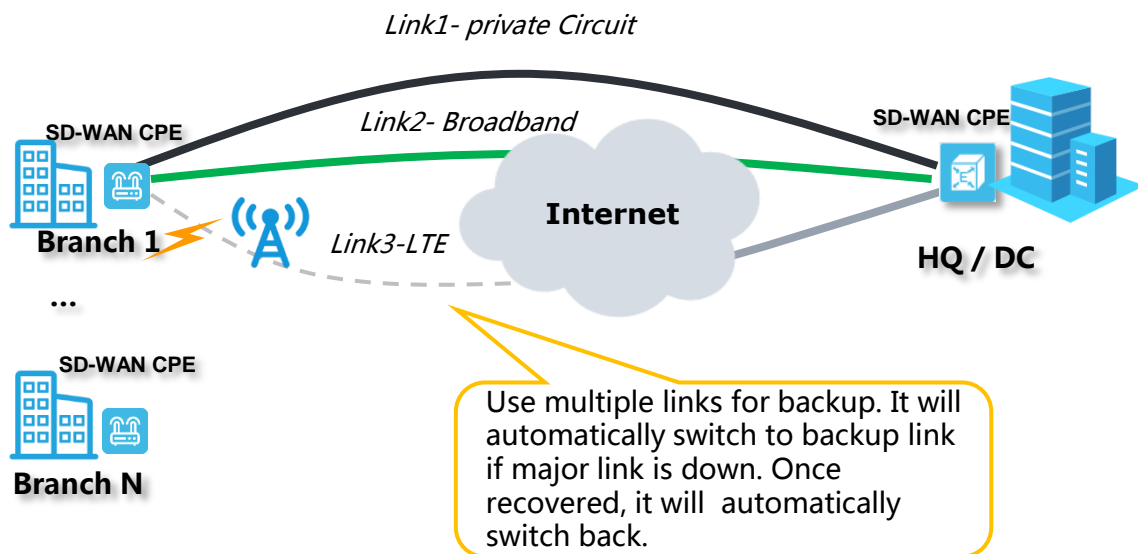 Link1- private Circuit
SD-WAN CPE
Link2- Broadband
SD-WAN CPE
Internet
Branch 1
Link3-LTE
HQ / DC
...
SD-WAN CPE
Branch N
Use multiple links for backup. It will
automatically switch to backup link
if major link is down. Once
recovered, it will  automatically
switch back.